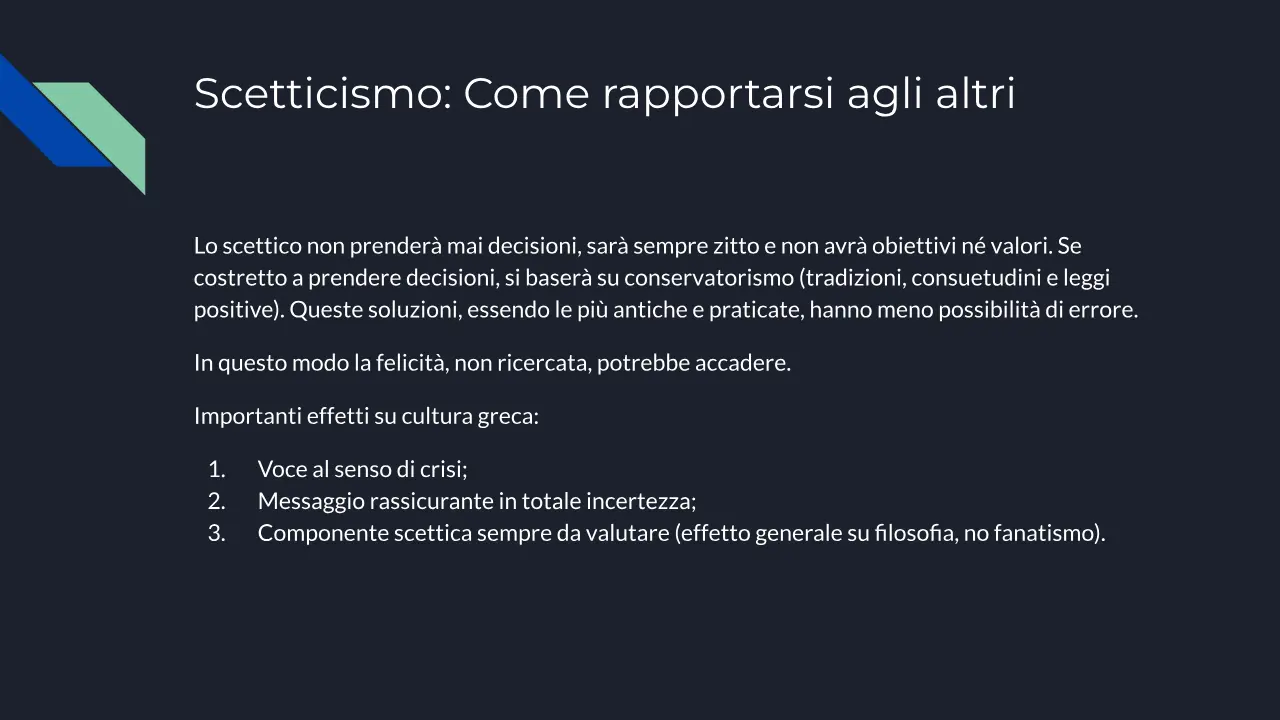 Scetticismo: Come rapportarsi agli altri
Lo scettico non prenderà mai decisioni, sarà sempre zitto e non avrà obiettivi né valori. Se
costretto a prendere decisioni, si baserà su conservatorismo (tradizioni, consuetudini e leggi
positive). Queste soluzioni, essendo le più antiche e praticate, hanno meno possibilità di errore.
In questo modo la felicità, non ricercata, potrebbe accadere.
Importanti effetti su cultura greca:
1. Voce al senso di crisi;
2. Messaggio rassicurante in totale incertezza;
3. Componente scettica sempre da valutare (effetto generale su filosofia, no fanatismo).